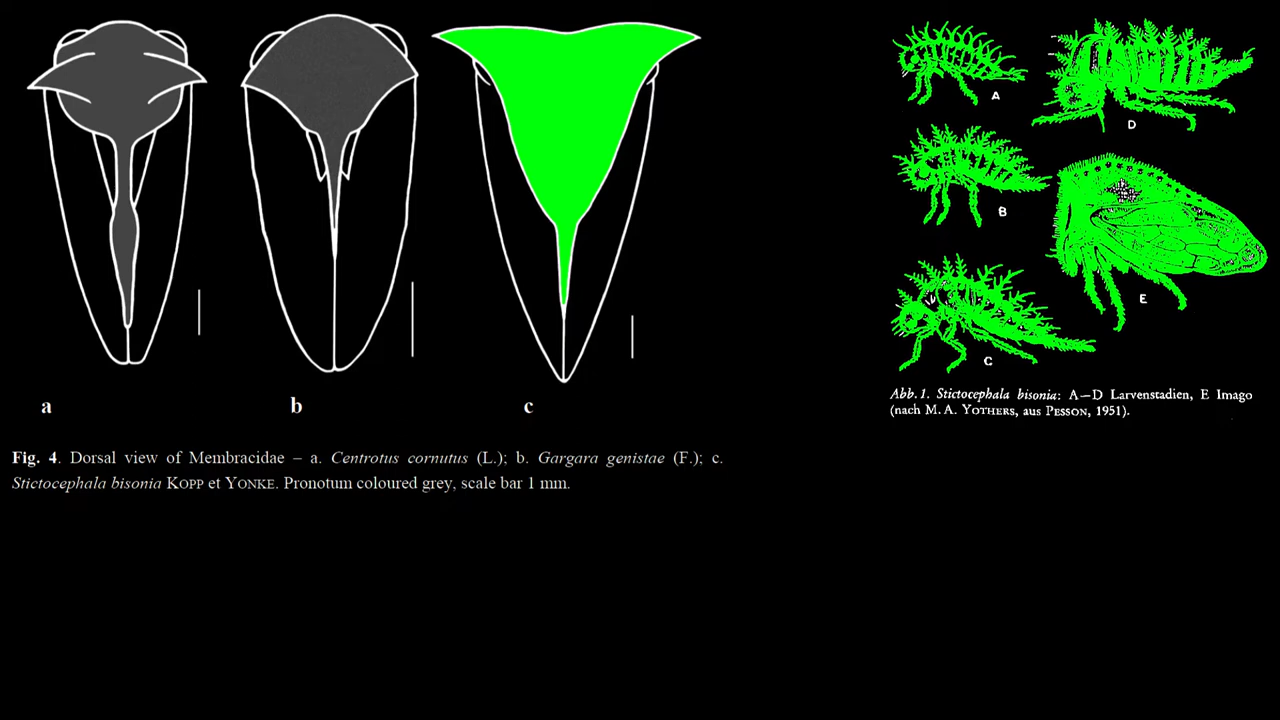 a b c
Fig. 4. Dorsal view of Membracidae – a. Centrotus cornutus (L.); b. Gargara genistae (F.); c.
Stictocephala bisonia KOPP et YONKE. Pronotum coloured grey, scale bar 1 mm.
A
D
B
E
C
Abb. 1. Stictocephala bisonia: A—D Larvenstadien, E Imago
(nach M. A. YOTHERS, aus PESSON, 1951).